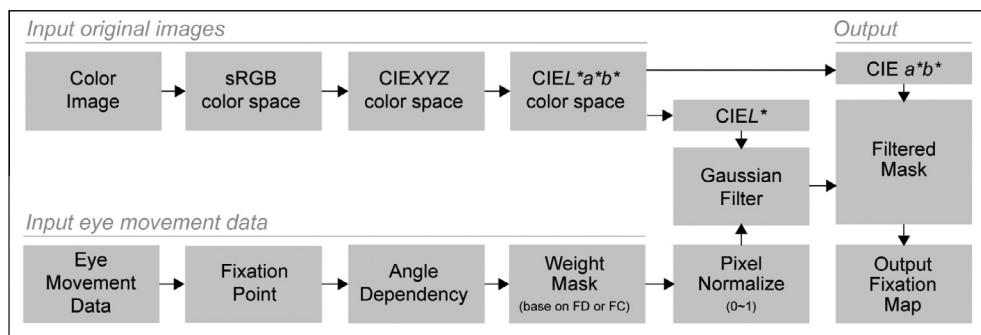 Input original images
Output
Color
Image
sRGB
color space
CIEXYZ
color space
CIEL*a*b*
color space
CIE a*b*
CIEL*
Gaussian
Filter
Filtered
Mask
Input eye movement data
Eye
Movement
Data
Fixation
Point
Angle
Dependency
Weight
Mask
(base on FD or FC)
Pixel
Normalize
(0~1)
Output
Fixation
Map